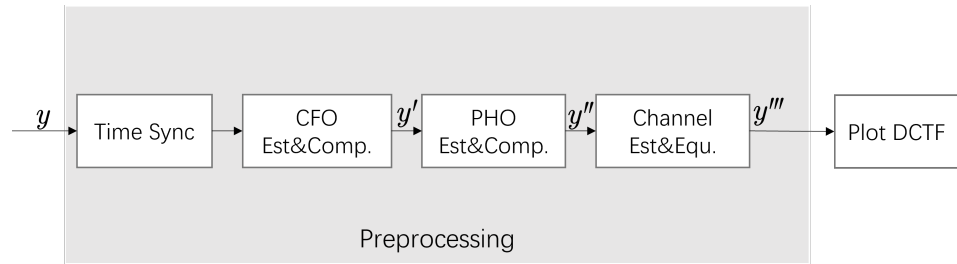 y
Time Sync
CFO
Est&Comp.
y′
PHO
Est&Comp.
y″
Channel
Est&Equ.
y‴
Plot DCTF
Preprocessing